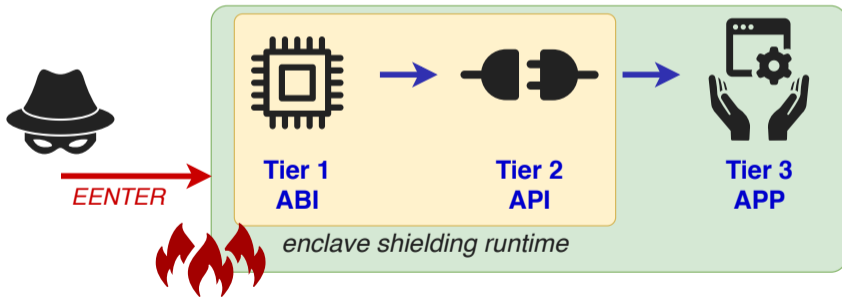 EENTER
Tier 1
ABI
Tier 2
API
Tier 3
APP
enclave shielding runtime